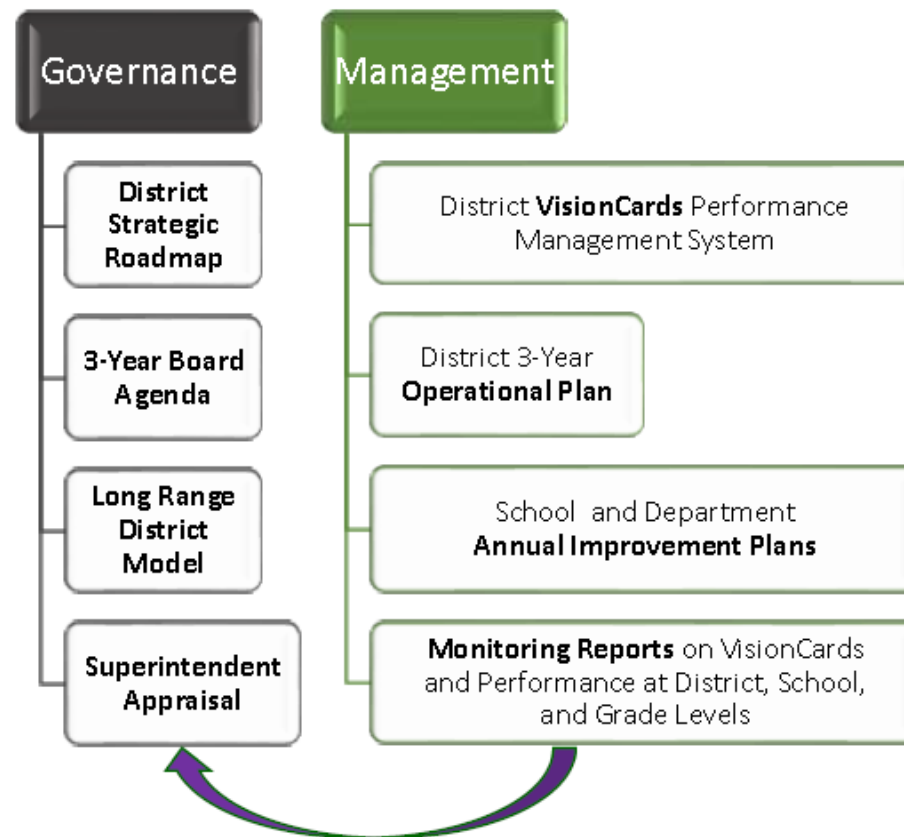 Governance
District
Strategic
Roadmap
3-Year Board
Agenda
Long Range
District
Model
Superintendent
Appraisal
Management
District VisionCards Performance
Management System
District 3-Year
Operational Plan
School and Department
Annual Improvement Plans
Monitoring Reports on VisionCards
and Performance at District, School,
and Grade Levels